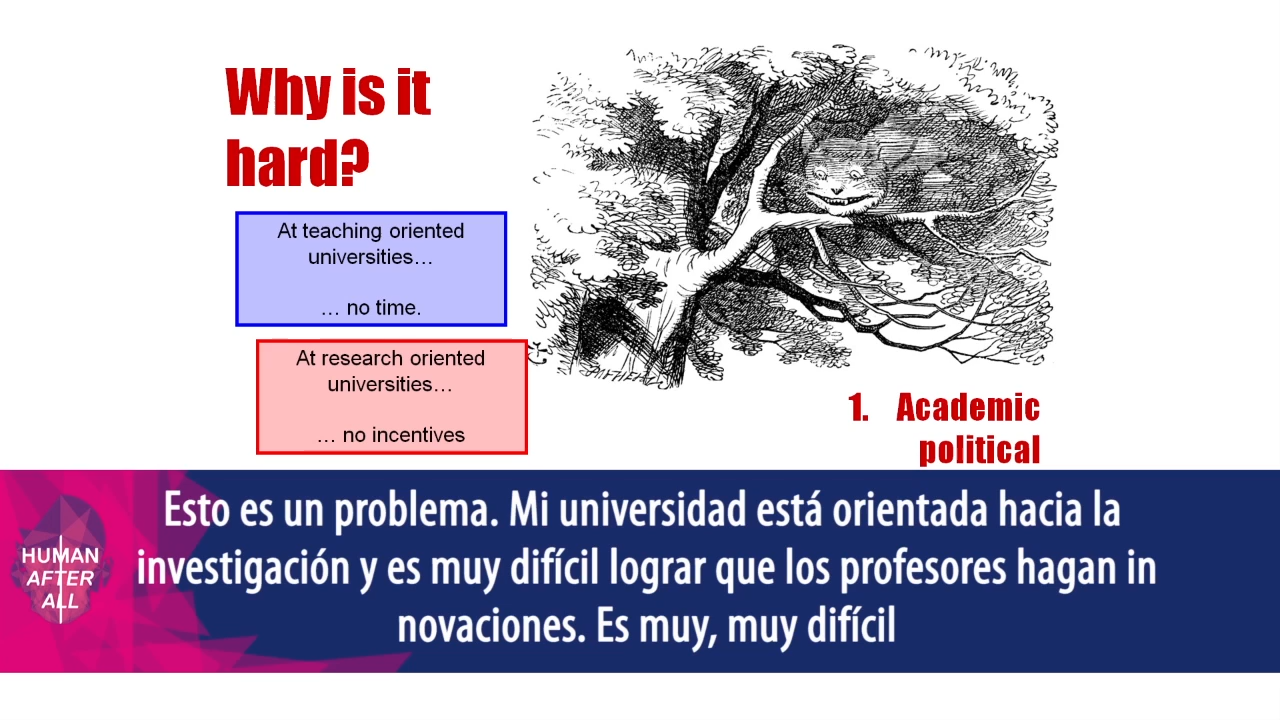 Why is it
hard?
At teaching oriented
universities…
… no time.
At research oriented
universities…
… no incentives
1. Academic
political
Esto es un problema. Mi universidad está orientada hacia la
investigación y es muy difícil lograr que los profesores hagan in
novaciones. Es muy, muy difícil
HUMAN
AFTER
ALL